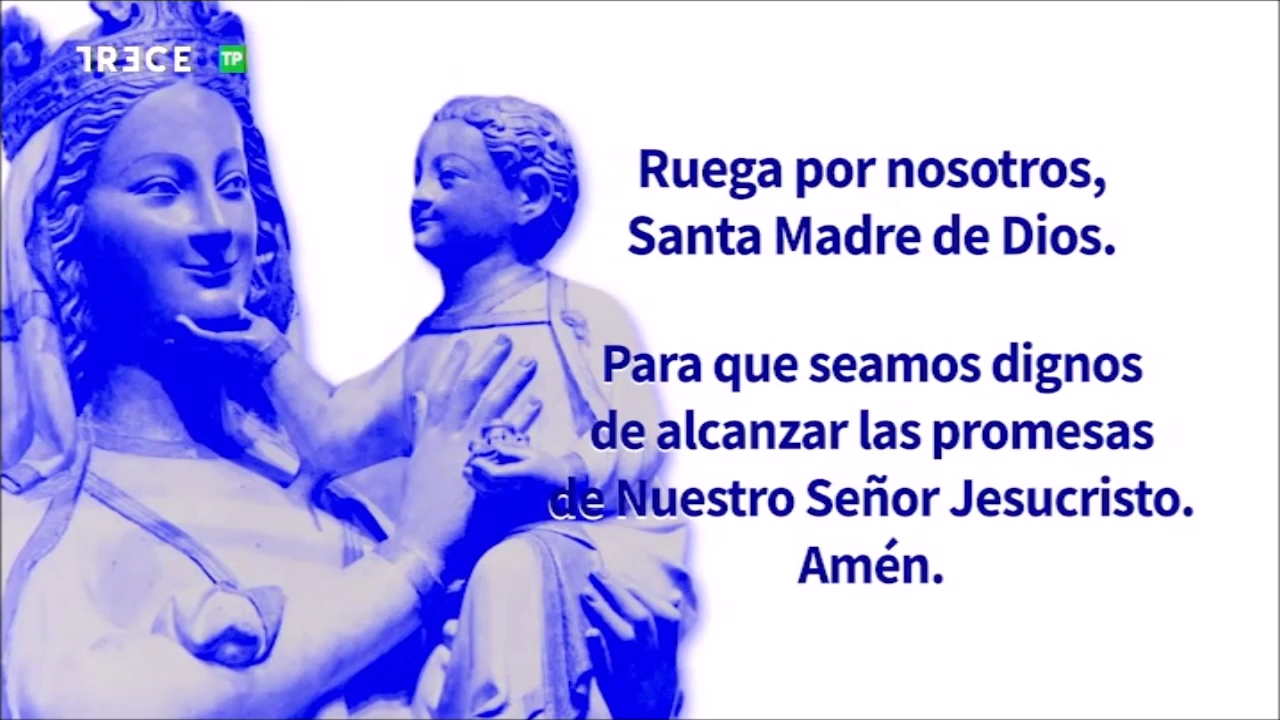 TRECE TP
Ruega por nosotros,
Santa Madre de Dios.
Para que seamos dignos
de alcanzar las promesas
de Nuestro Señor Jesucristo.
Amén.